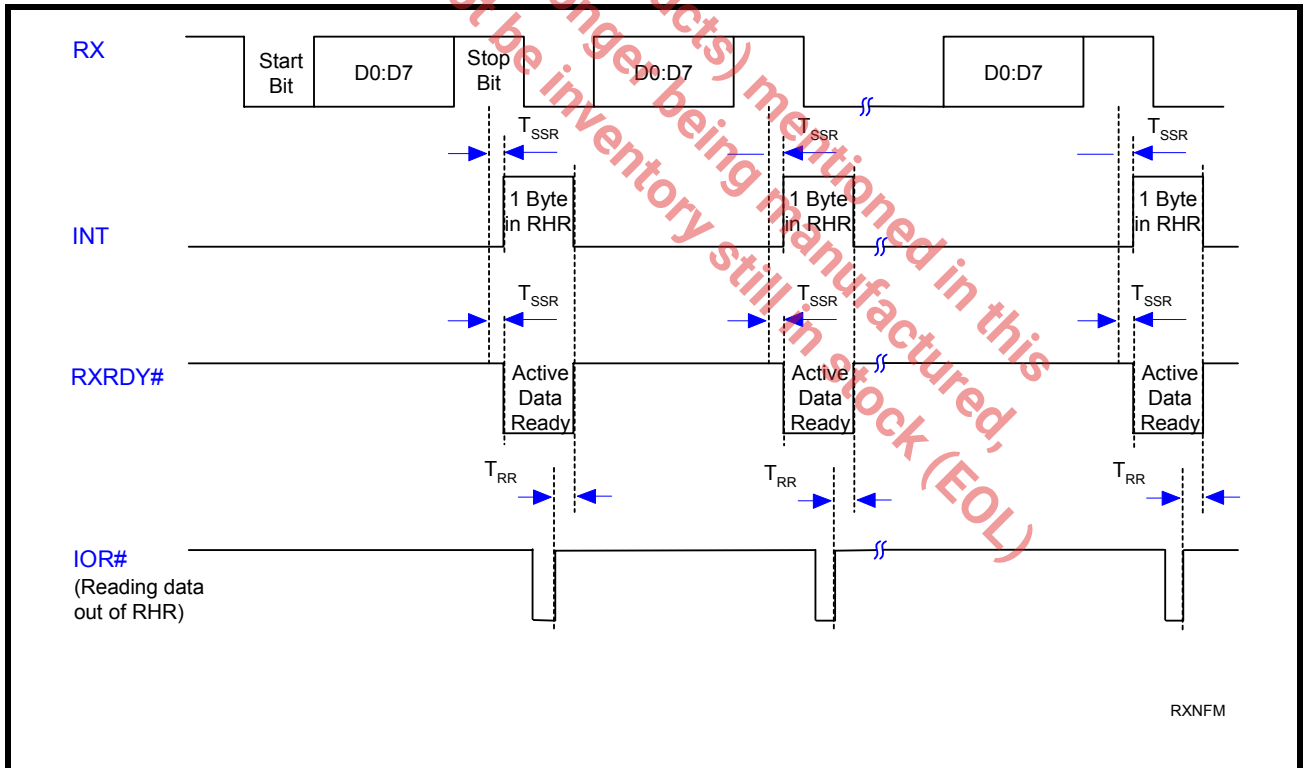 RX
Start
Bit
D0:D7
Stop
Bit
D0:D7
D0:D7
TSSR
TSSR
TSSR
INT
1 Byte
in RHR
1 Byte
in RHR
1 Byte
in RHR
TSSR
TSSR
TSSR
RXRDY#
Active
Data
Ready
Active
Data
Ready
Active
Data
Ready
TRR
TRR
TRR
IOR#
(Reading data
out of RHR)
RXNFM
mentioned in this
longer being manufactured,
not be inventory still in stock (EOL)